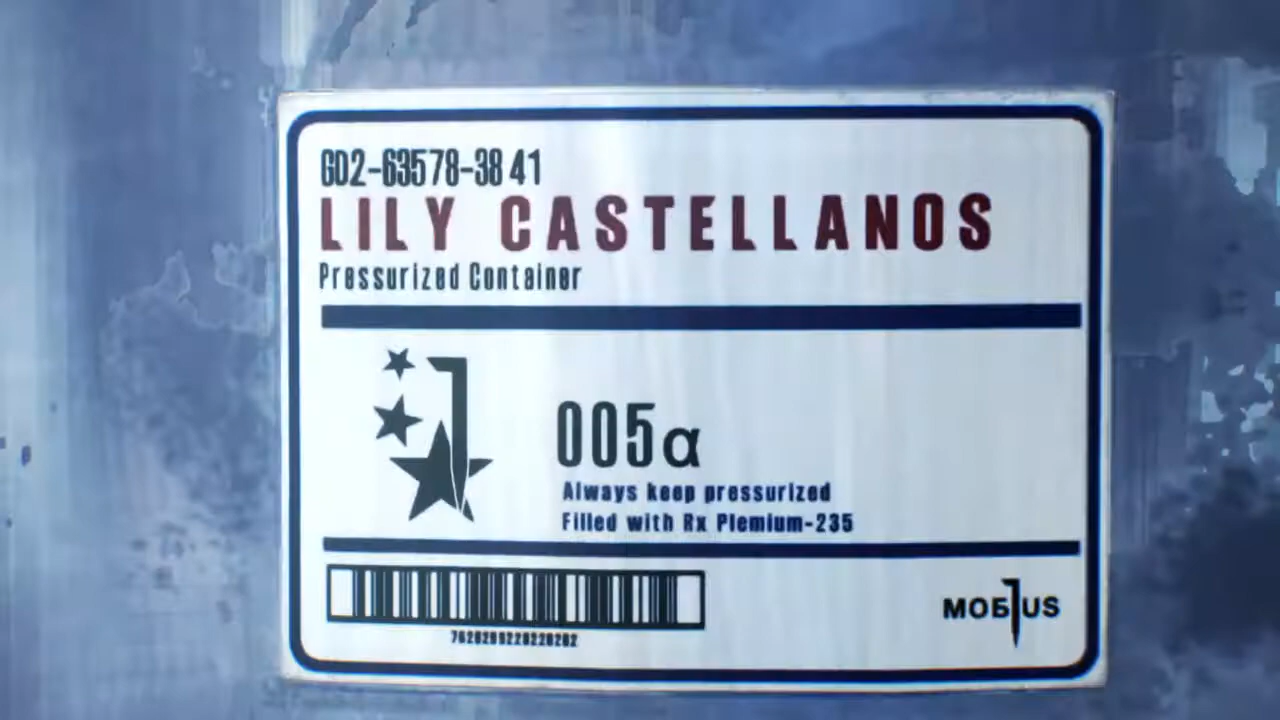 GD2-63578-38 41
LILY CASTELLANOS
Pressurized Container
005α
Always keep pressurized
Filled with Rx Plemium-235
MOBIUS